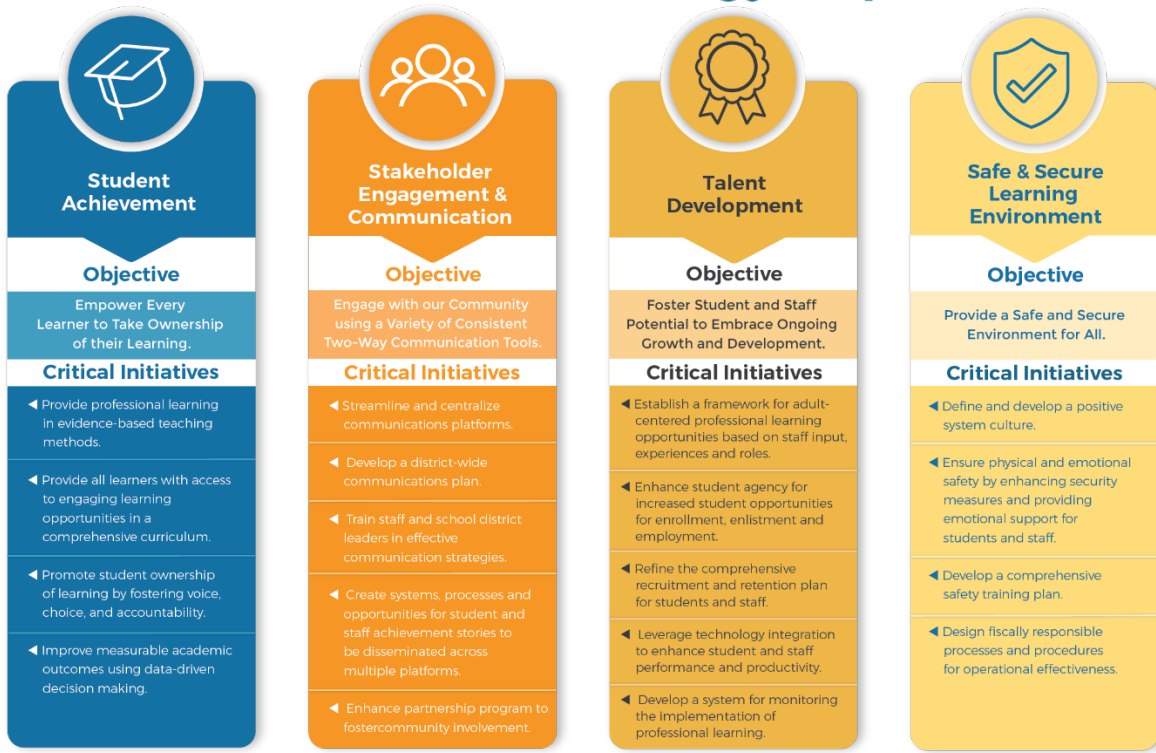 Student
Achievement
Objective
Empower Every
Learner to Take Ownership
of their Learning.
Critical Initiatives
Provide professional learning
in evidence-based teaching
methods.
Provide all learners with access
to engaging learning
opportunities in a
comprehensive curriculum.
Promote student ownership
of learning by fostering voice,
choice, and accountability.
Improve measurable academic
outcomes using data-driven
decision making.
Stakeholder
Engagement &
Communication
Objective
Engage with our Community
using a Variety of Consistent
Two-Way Communication Tools.
Critical Initiatives
Streamline and centralize
communications platforms.
Develop a district-wide
communications plan.
Train staff and school district
leaders in effective
communication strategies.
Create systems, processes and
opportunities for student and
staff achievement stories to
be disseminated across
multiple platforms.
Enhance partnership program to
fostercommunity involvement.
Talent
Development
Objective
Foster Student and Staff
Potential to Embrace Ongoing
Growth and Development.
Critical Initiatives
Establish a framework for adult-
centered professional learning
opportunities based on staff input,
experiences and roles.
Enhance student agency for
increased student opportunities
for enrollment, enlistment and
employment.
Refine the comprehensive
recruitment and retention plan
for students and staff.
Leverage technology integration
to enhance student and staff
performance and productivity.
Develop a system for monitoring
the implementation of
professional learning.
Safe & Secure
Learning
Environment
Objective
Provide a Safe and Secure
Environment for All.
Critical Initiatives
Define and develop a positive
system culture.
Ensure physical and emotional
safety by enhancing security
measures and providing
emotional support for
students and staff.
Develop a comprehensive
safety training plan.
Design fiscally responsible
processes and procedures
for operational effectiveness.